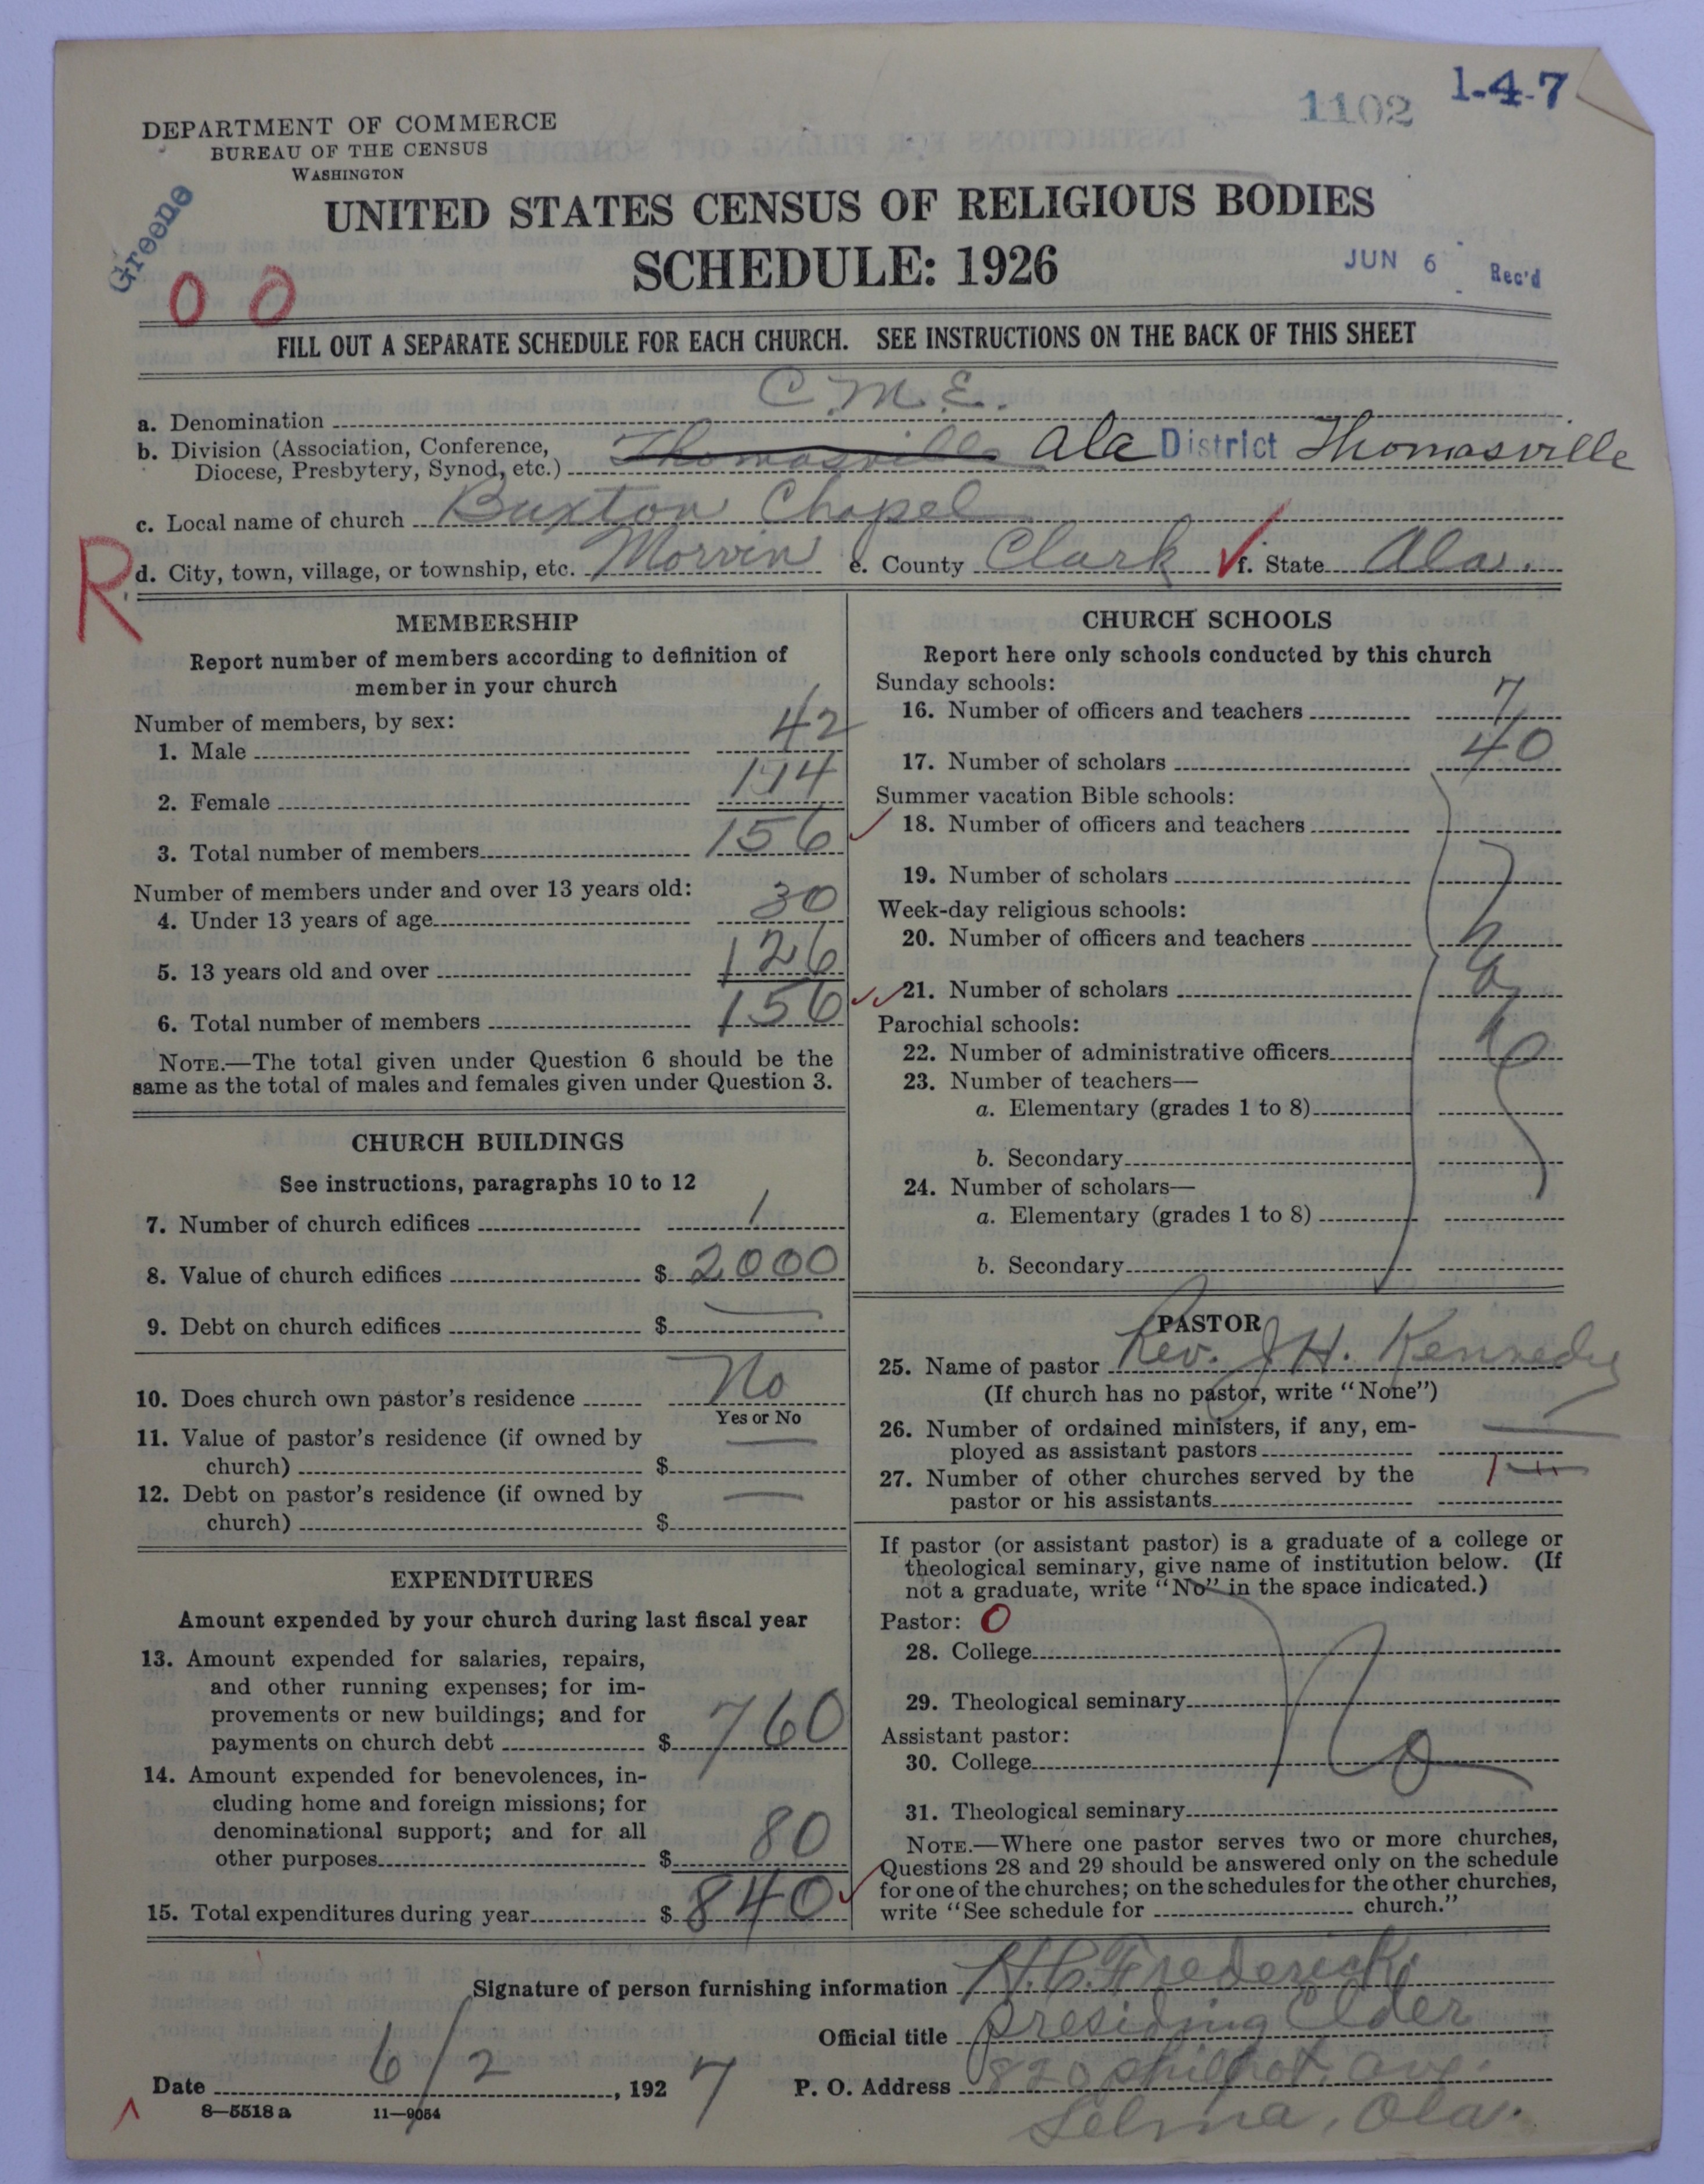 1102 1-4-7
DEPARTMENT OF COMMERCE
BUREAU OF THE CENSUS
WASHINGTON
Greene
UNITED STATES CENSUS OF RELIGIOUS BODIES
SCHEDULE: 1926
JUN 6 Rec'd
0 0
FILL OUT A SEPARATE SCHEDULE FOR EACH CHURCH. SEE INSTRUCTIONS ON THE BACK OF THIS SHEET
a. Denomination C.M.E.
b. Division (Association, Conference, Diocese, Presbytery, Synod, etc.) Thomasville Ala District Thomasville
c. Local name of church Buxton Chapel
R
d. City, town, village, or township, etc. Morvin e. County Clark f. State Ala.
MEMBERSHIP
Report number of members according to definition of
member in your church
Number of members, by sex:
1. Male 42
2. Female 114
3. Total number of members 156
Number of members under and over 13 years old:
4. Under 13 years of age 30
5. 13 years old and over 126
6. Total number of members 156
NOTE.—The total given under Question 6 should be the
same as the total of males and females given under Question 3.
CHURCH BUILDINGS
See instructions, paragraphs 10 to 12
7. Number of church edifices 1
8. Value of church edifices $ 2000
9. Debt on church edifices $ —
10. Does church own pastor's residence No
Yes or No
11. Value of pastor's residence (if owned by
church) $ —
12. Debt on pastor's residence (if owned by
church) $ —
EXPENDITURES
Amount expended by your church during last fiscal year
13. Amount expended for salaries, repairs,
and other running expenses; for im-
provements or new buildings; and for
payments on church debt $ 760
14. Amount expended for benevolences, in-
cluding home and foreign missions; for
denominational support; and for all
other purposes $ 80
15. Total expenditures during year $ 840
CHURCH SCHOOLS
Report here only schools conducted by this church
Sunday schools:
16. Number of officers and teachers 7
17. Number of scholars 40
Summer vacation Bible schools:
18. Number of officers and teachers
19. Number of scholars
Week-day religious schools:
20. Number of officers and teachers
21. Number of scholars
Parochial schools:
22. Number of administrative officers
23. Number of teachers—
a. Elementary (grades 1 to 8)
b. Secondary
24. Number of scholars—
a. Elementary (grades 1 to 8)
b. Secondary
PASTOR
25. Name of pastor Rev. J H. Kennedy
(If church has no pastor, write "None")
26. Number of ordained ministers, if any, em-
ployed as assistant pastors —
27. Number of other churches served by the
pastor or his assistants
If pastor (or assistant pastor) is a graduate of a college or
theological seminary, give name of institution below. (If
not a graduate, write "No" in the space indicated.)
Pastor: 0
28. College
29. Theological seminary
No
Assistant pastor:
30. College
31. Theological seminary
NOTE.—Where one pastor serves two or more churches,
Questions 28 and 29 should be answered only on the schedule
for one of the churches; on the schedules for the other churches,
write "See schedule for church."
Signature of person furnishing information H.C. Frederick
Official title presiding Elder
Date 6/2, 1927 P. O. Address 820 philpot. ave.
Selma, Ala.
8—5518 a 11—9054